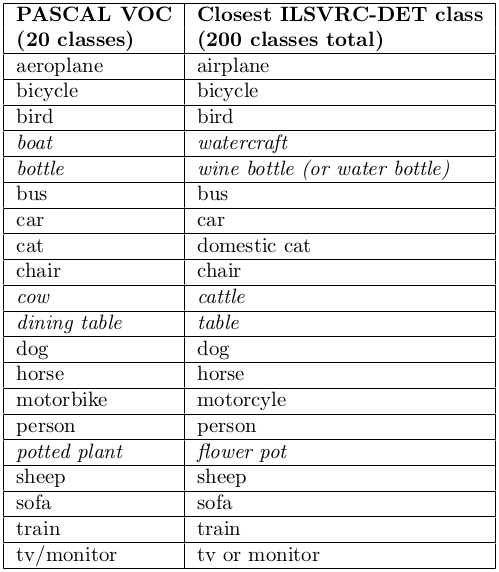 PASCAL VOC Closest ILSVRC-DET class
(20 classes) (200 classes total)
aeroplane airplane
bicycle bicycle
bird bird
boat watercraft
bottle wine bottle (or water bottle)
bus bus
car car
cat domestic cat
chair chair
cow cattle
dining table table
dog dog
horse horse
motorbike motorcyle
person person
potted plant flower pot
sheep sheep
sofa sofa
train train
tv/monitor tv or monitor